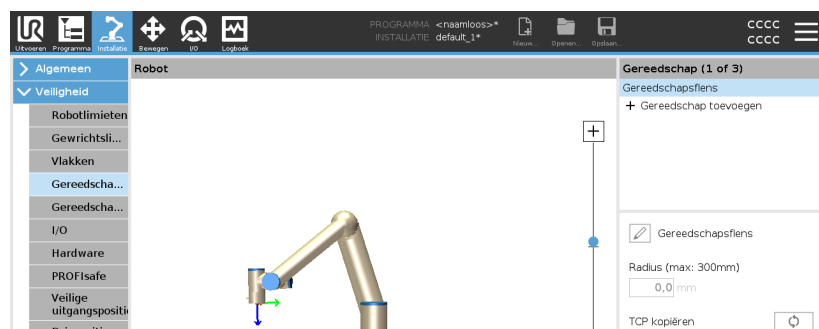 PROGRAMMA <naamloos>*
INSTALLATIE default_1*
CCCC
CCCC
Uitvoeren Programma Installatie Bewegen I/O Logboek
Nieuw... Openen... Opslaan...
Algemeen
Veiligheid
Robotlimieten
Gewrichtsli...
Vlakken
Gereedscha...
Gereedscha...
I/O
Hardware
PROFIsafe
Veilige
uitgangspositi
Robot
Gereedschap (1 of 3)
Gereedschapsflens
+ Gereedschap toevoegen
Gereedschapsflens
Radius (max: 300mm)
0,0 mm
TCP kopiëren